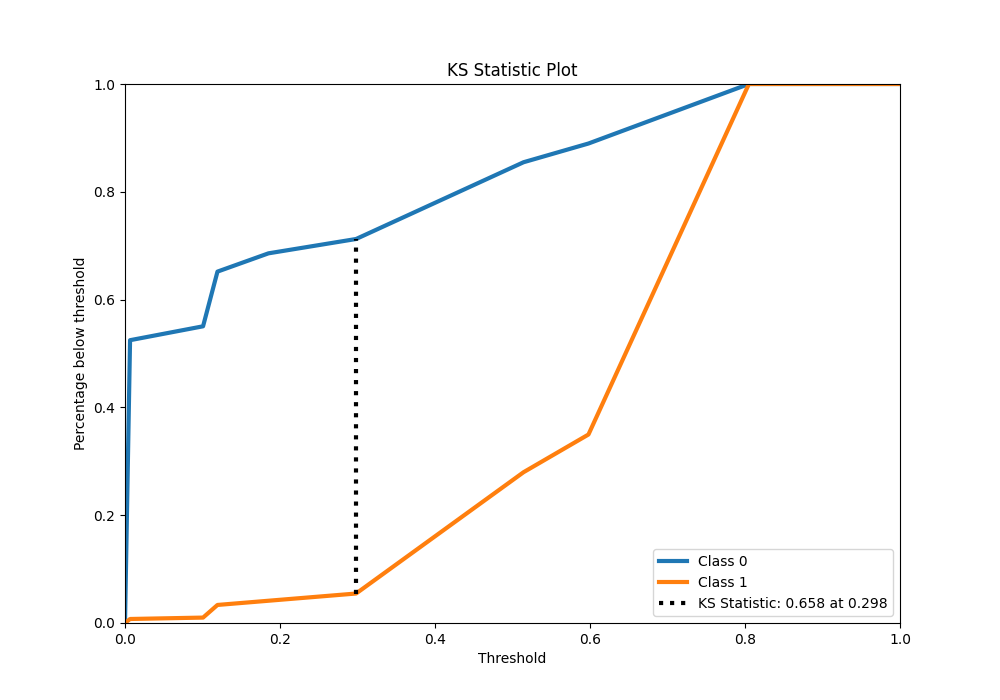 KS Statistic Plot
1.0
0.8
0.6
0.4
0.2
0.0
Percentage below threshold
0.0 0.2 0.4 0.6 0.8 1.0
Threshold
Class 0
Class 1
KS Statistic: 0.658 at 0.298